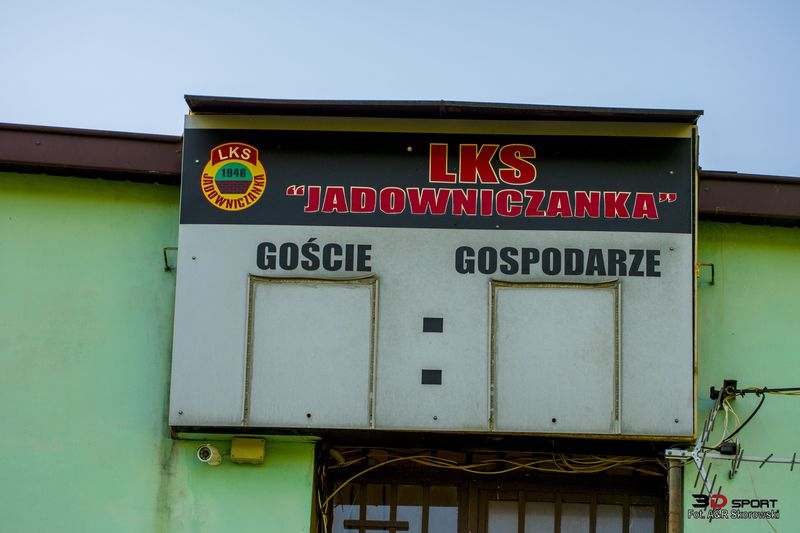 LKS
1946
JADOWNICZANKA
LKS
“JADOWNICZANKA”
GOŚCIE GOSPODARZE
3D SPORT
Fot. A&R Skorowski